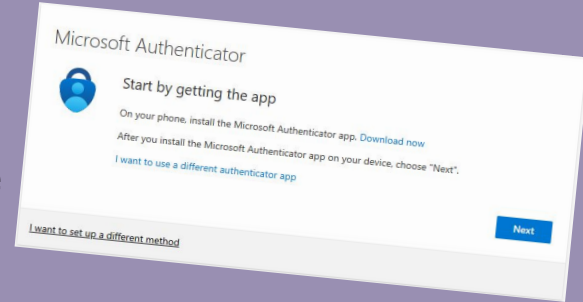 Microsoft Authenticator
Start by getting the app
On your phone, install the Microsoft Authenticator app. Download now
After you install the Microsoft Authenticator app on your device, choose "Next".
I want to use a different authenticator app
Next
I want to set up a different method